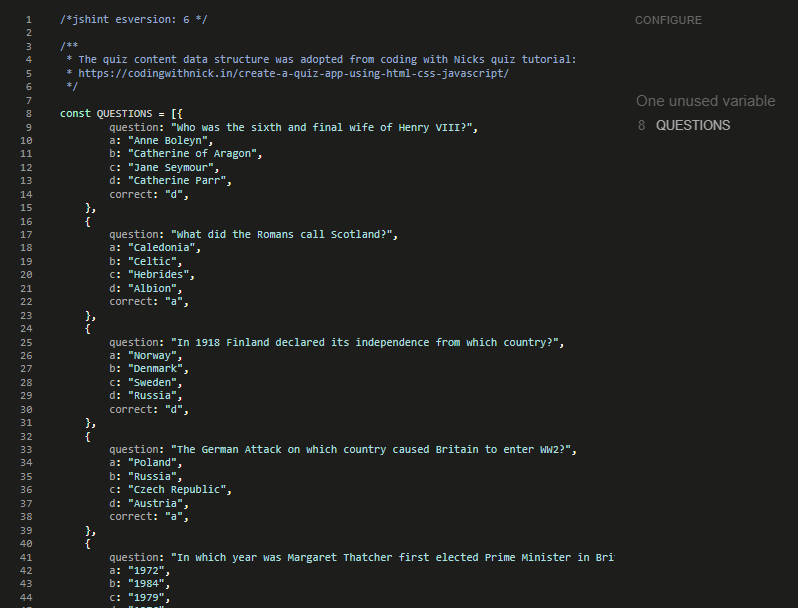 CONFIGURE
One unused variable
8 QUESTIONS
1 /*jshint esversion: 6 */
2
3 /**
4  * The quiz content data structure was adopted from coding with Nicks quiz tutorial:
5  * https://codingwithnick.in/create-a-quiz-app-using-html-css-javascript/
6  */
7
8 const QUESTIONS = [{
9 question: "Who was the sixth and final wife of Henry VIII?",
10 a: "Anne Boleyn",
11 b: "Catherine of Aragon",
12 c: "Jane Seymour",
13 d: "Catherine Parr",
14 correct: "d",
15 },
16 {
17 question: "What did the Romans call Scotland?",
18 a: "Caledonia",
19 b: "Celtic",
20 c: "Hebrides",
21 d: "Albion",
22 correct: "a",
23 },
24 {
25 question: "In 1918 Finland declared its independence from which country?",
26 a: "Norway",
27 b: "Denmark",
28 c: "Sweden",
29 d: "Russia",
30 correct: "d",
31 },
32 {
33 question: "The German Attack on which country caused Britain to enter WW2?",
34 a: "Poland",
35 b: "Russia",
36 c: "Czech Republic",
37 d: "Austria",
38 correct: "a",
39 },
40 {
41 question: "In which year was Margaret Thatcher first elected Prime Minister in Bri
42 a: "1972",
43 b: "1984",
44 c: "1979",